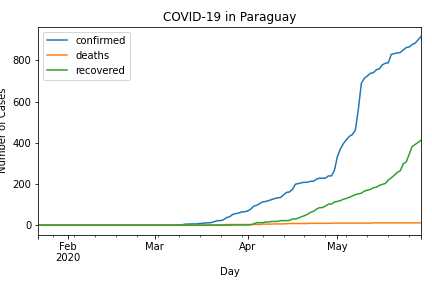 COVID-19 in Paraguay
confirmed
deaths
recovered
Number of Cases
800
600
400
200
0
Feb
2020
Mar
Apr
May
Day